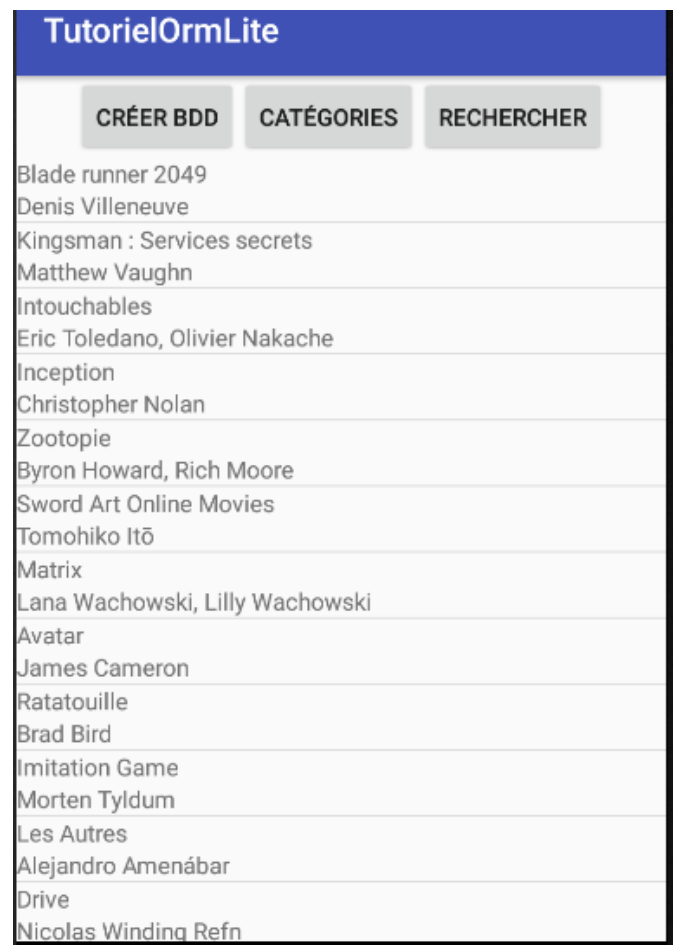 TutorielOrmLite
CRÉER BDD CATÉGORIES RECHERCHER
Blade runner 2049
Denis Villeneuve
Kingsman : Services secrets
Matthew Vaughn
Intouchables
Eric Toledano, Olivier Nakache
Inception
Christopher Nolan
Zootopie
Byron Howard, Rich Moore
Sword Art Online Movies
Tomohiko Itō
Matrix
Lana Wachowski, Lilly Wachowski
Avatar
James Cameron
Ratatouille
Brad Bird
Imitation Game
Morten Tyldum
Les Autres
Alejandro Amenábar
Drive
Nicolas Winding Refn